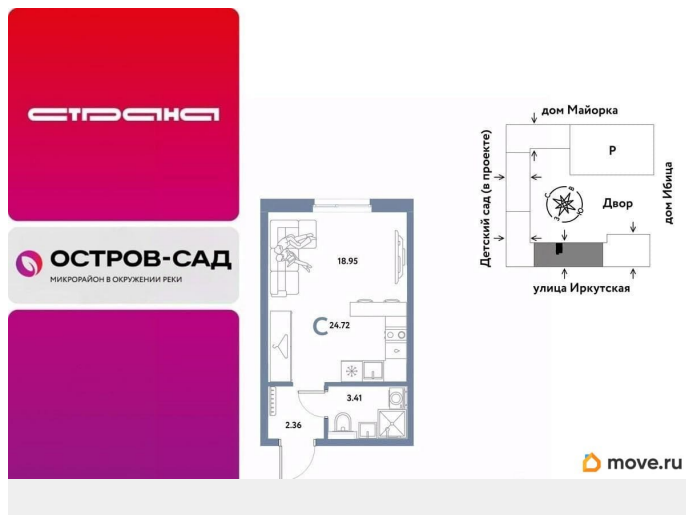 СТРАНА
ОСТРОВ-САД
МИКРОРАЙОН В ОКРУЖЕНИИ РЕКИ
18.95
С 24.72
3.41
2.36
дом Майорка
Детский сад (в проекте)
Р
С
В
Ю
З
Двор
дом Ибица
улица Иркутская
move.ru